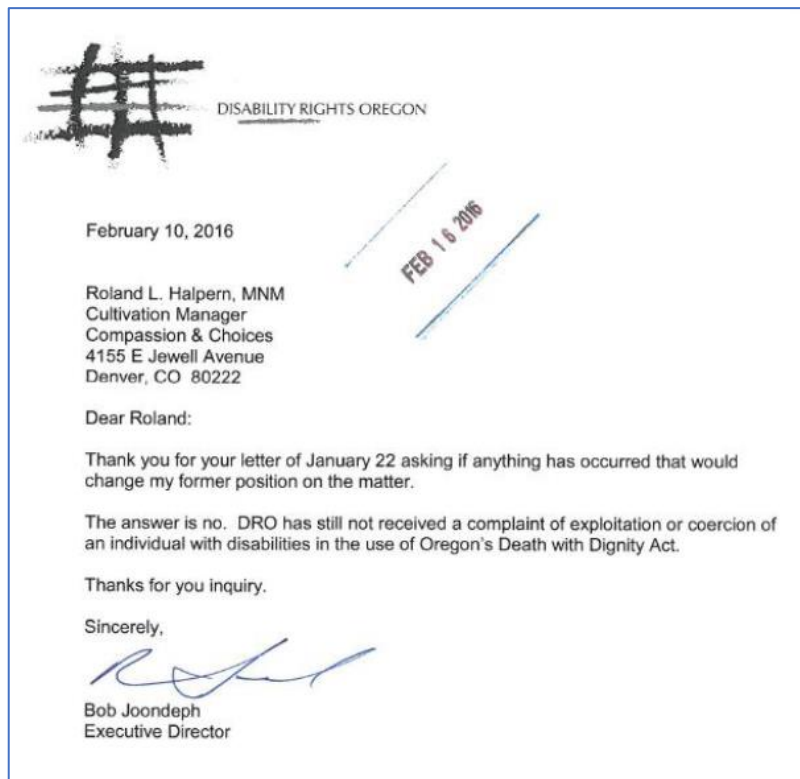 DISABILITY RIGHTS OREGON
February 10, 2016
FEB 16 2016
Roland L. Halpern, MNM
Cultivation Manager
Compassion & Choices
4155 E Jewell Avenue
Denver, CO 80222
Dear Roland:
Thank you for your letter of January 22 asking if anything has occurred that would
change my former position on the matter.
The answer is no. DRO has still not received a complaint of exploitation or coercion of
an individual with disabilities in the use of Oregon's Death with Dignity Act.
Thanks for you inquiry.
Sincerely,
Bob Joondeph
Executive Director